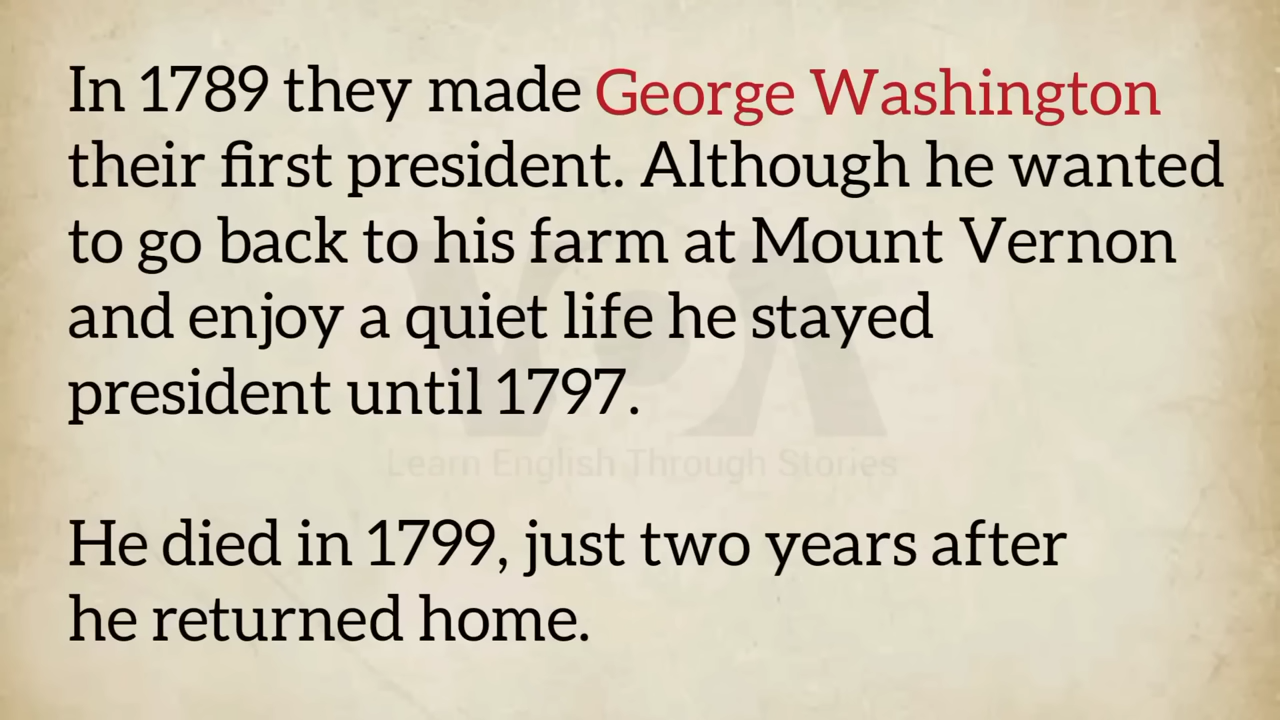 In 1789 they made George Washington
their first president. Although he wanted
to go back to his farm at Mount Vernon
and enjoy a quiet life he stayed
president until 1797.
VOA
Learn English Through Stories
He died in 1799, just two years after
he returned home.